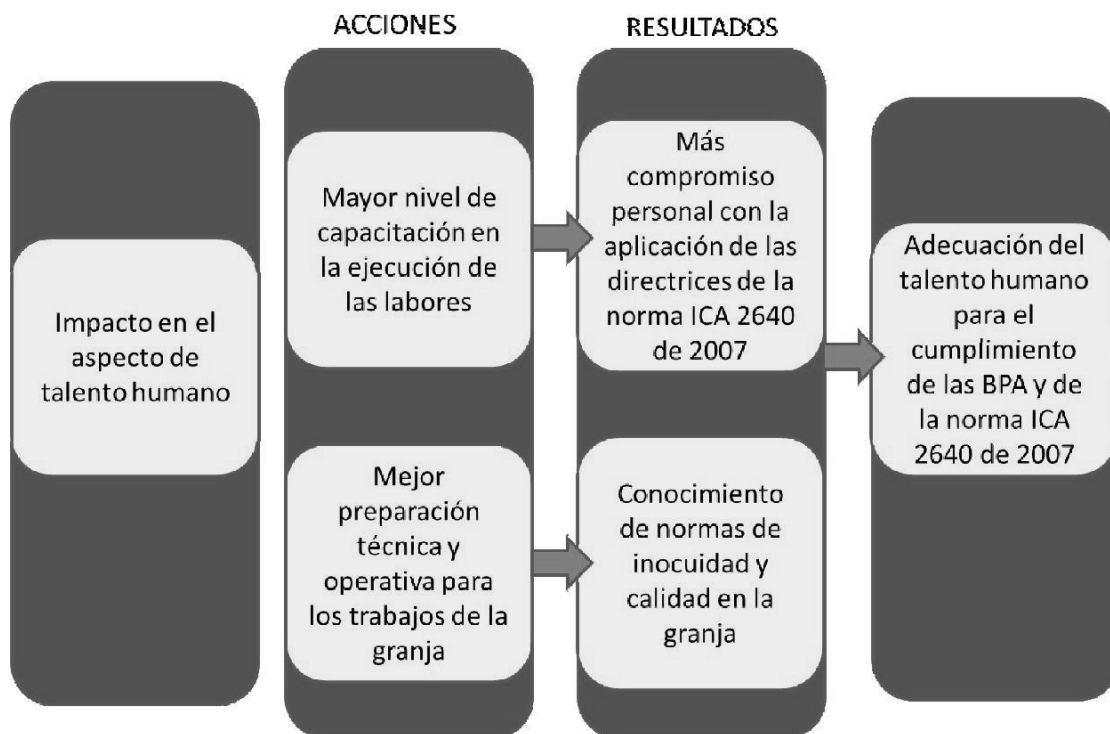 ACCIONES
RESULTADOS
Impacto en el
aspecto de
talento humano
Mayor nivel de
capacitación en
la ejecución de
las labores
Más
compromiso
personal con la
aplicación de las
directrices de la
norma ICA 2640
de 2007
Mejor
preparación
técnica y
operativa para
los trabajos de la
granja
Conocimiento
de normas de
inocuidad y
calidad en la
granja
Adecuación del
talento humano
para el
cumplimiento
de las BPA y de
la norma ICA
2640 de 2007